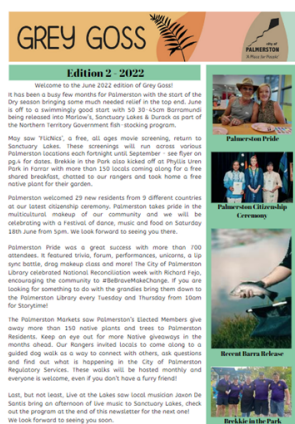 GREY GOSS
city of
PALMERSTON
A Place for People
Edition 2 - 2022
Welcome to the June 2022 edition of Grey Goss!
It has been a busy few months for Palmerston with the start of the
Dry season bringing some much needed relief in the top end. June
is off to a swimmingly good start with 50 30-45cm Barramundi
being released into Marlow's, Sanctuary Lakes & Durack as part of
the Northern Territory Government fish-stocking program.
May saw 'FlicNics', a free, all ages movie screening, return to
Sanctuary Lakes. These screenings will run across various
Palmerston locations each fortnight until September - see flyer on
pg.4 for dates. Brekkie in the Park also kicked off at Phyllis Uren
Park in Farrar with more than 150 locals coming along for a free
shared breakfast, chatted to our rangers and took home a free
native plant for their garden.
Palmerston welcomed 29 new residents from 9 different countries
at our latest citizenship ceremony. Palmerston takes pride in the
multicultural makeup of our community and we will be
celebrating with a Festival of dance, music and food on Saturday
18th June from 5pm. We look forward to seeing you there.
Palmerston Pride was a great success with more than 700
attendees. It featured trivia, forum, performances, unicorns, a lip
sync battle, drag makeup class and more! The City of Palmerston
Library celebrated National Reconciliation week with Richard Fejo,
encouraging the community to #BeBraveMakeChange. If you are
looking for something to do with the grandies bring them down to
the Palmerston Library every Tuesday and Thursday from 10am
for Storytime!
The Palmerston Markets saw Palmerston's Elected Members give
away more than 150 native plants and trees to Palmerston
Residents. Keep an eye out for more Native giveaways in the
months ahead. Our Rangers invited locals to come along to a
guided dog walk as a way to connect with others, ask questions
and find out what is happening in the City of Palmerston
Regulatory Services. These walks will be hosted monthly and
everyone is welcome, even if you don't have a furry friend!
Last, but not least, Live at the Lakes saw local musician Jaxon De
Santis bring an afternoon of live music to Sanctuary Lakes, check
out the program at the end of this newsletter for the next one!
We look forward to seeing you soon.
Palmerston Pride
Palmerston Citizenship
Ceremony
Recent Barra Release
Brekkie in the Park